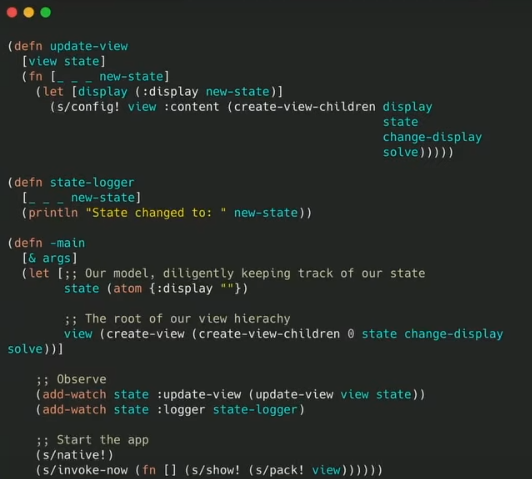 (defn update-view
  [view state]
  (fn [_ _ _ new-state]
    (let [display (:display new-state)]
      (s/config! view :content (create-view-children display
                                                     state
                                                     change-display
                                                     solve)))))
(defn state-logger
  [_ _ _ new-state]
  (println "State changed to: " new-state))
(defn -main
  [& args]
  (let [;; Our model, diligently keeping track of our state
        state (atom {:display ""})
        ;; The root of our view hierachy
        view (create-view (create-view-children 0 state change-display
solve))]
    ;; Observe
    (add-watch state :update-view (update-view view state))
    (add-watch state :logger state-logger)
    ;; Start the app
    (s/native!)
    (s/invoke-now (fn [] (s/show! (s/pack! view))))))